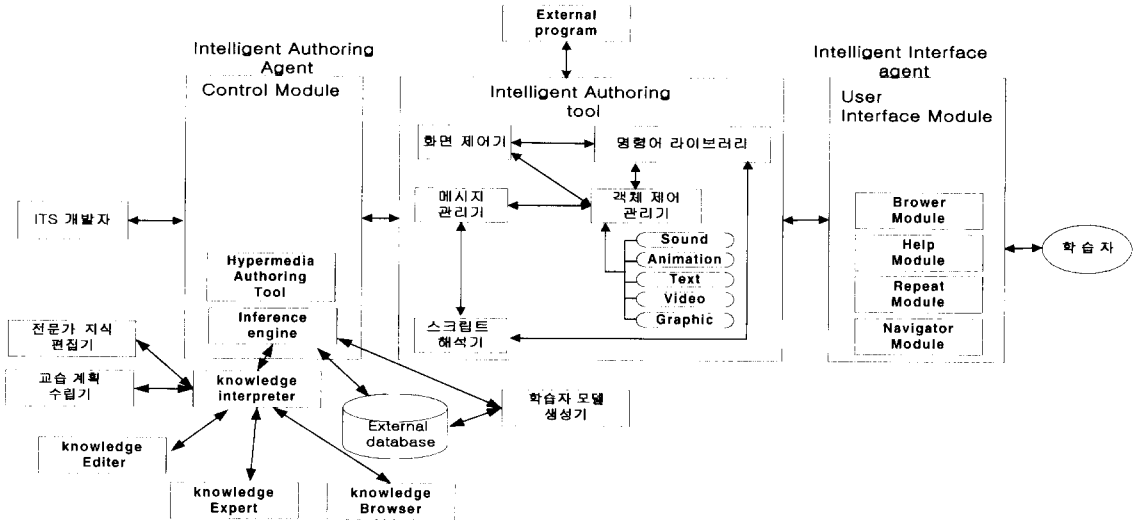 External
program
Intelligent Authoring
Agent
Control Module
Intelligent Authoring
tool
Intelligent Interface
agent
User
Interface Module
화면 제어기
명령어 라이브러리
메시지
관리기
객체 제어
관리기
ITS 개발자
Sound
Animation
Text
Video
Graphic
Brower
Module
Help
Module
Repeat
Module
Navigator
Module
학 습 자
Hypermedia
Authoring
Tool
Inference
engine
스크립트
해석기
전문가 지식
편집기
교습 계획
수립기
knowledge
interpreter
External
database
학습자 모델
생성기
knowledge
Editer
knowledge
Expert
knowledge
Browser